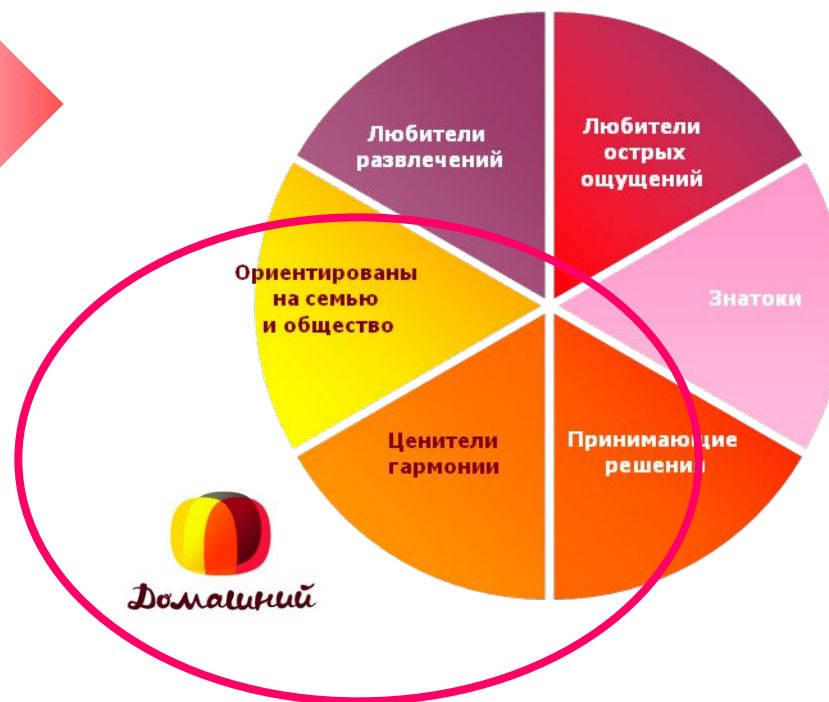 Любители
развлечений
Любители
острых
ощущений
Ориентированы
на семью
и общество
Знатоки
Ценители
гармонии
Принимающие
решения
Домашний